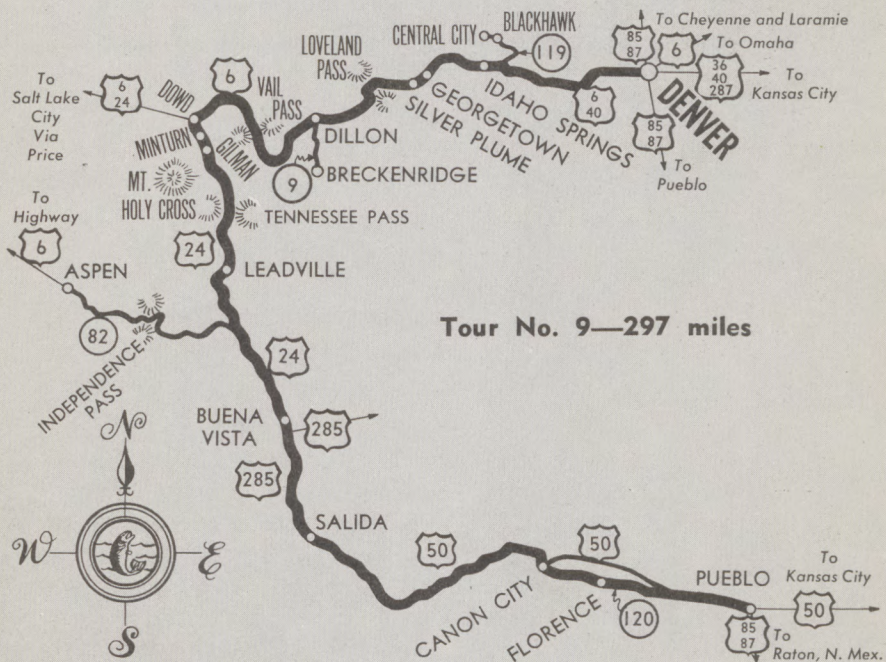 To Cheyenne and Laramie
85
87
6
To Omaha
36
40
287
To
Kansas City
DENVER
85
87
To
Pueblo
BLACKHAWK
CENTRAL CITY
119
LOVELAND
PASS
IDAHO SPRINGS
6
40
GEORGETOWN
SILVER PLUME
6
VAIL
PASS
DILLON
9
BRECKENRIDGE
To
Salt Lake
City
Via
Price
6
24
DOWD
MINTURN
GILMAN
MT.
HOLY CROSS
TENNESSEE PASS
24
LEADVILLE
To
Highway
6
ASPEN
82
INDEPENDENCE
PASS
Tour No. 9—297 miles
24
BUENA
VISTA
285
285
SALIDA
50
50
CANON CITY
FLORENCE
120
PUEBLO
To
Kansas City
50
85
87
To
Raton, N. Mex.
N
W
E
S